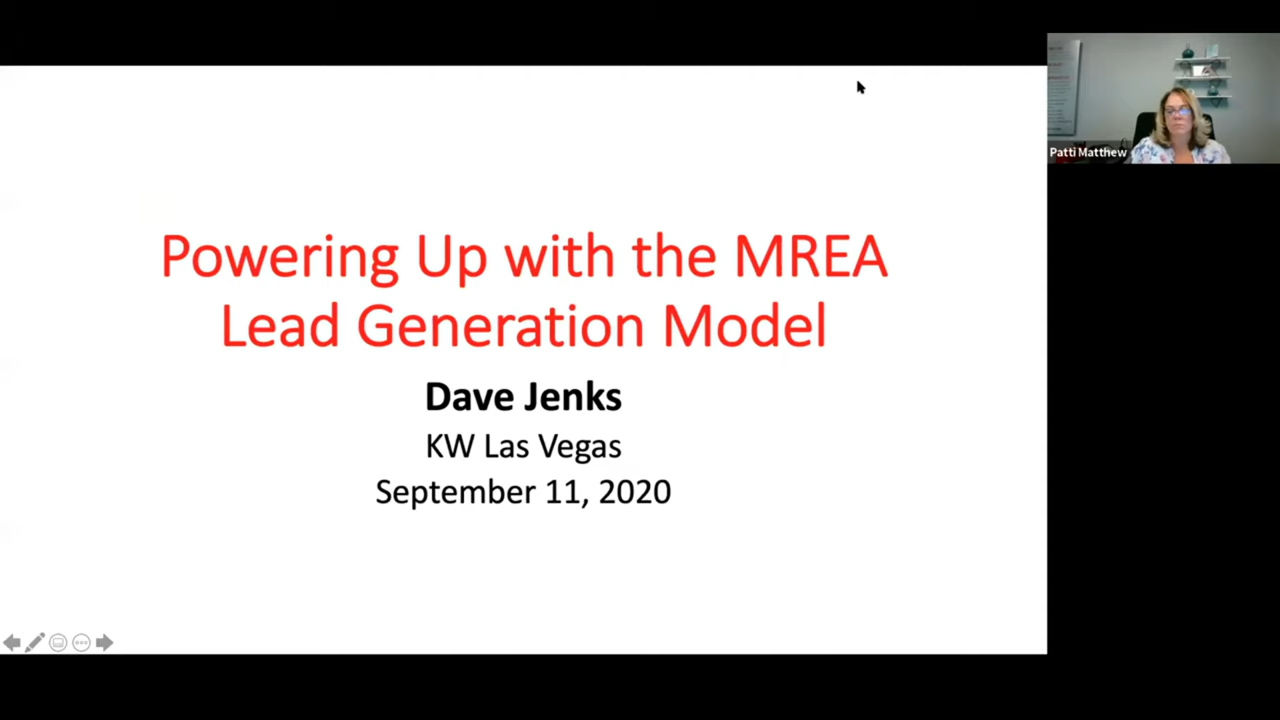 Powering Up with the MREA
Lead Generation Model
Dave Jenks
KW Las Vegas
September 11, 2020
Patti Matthew